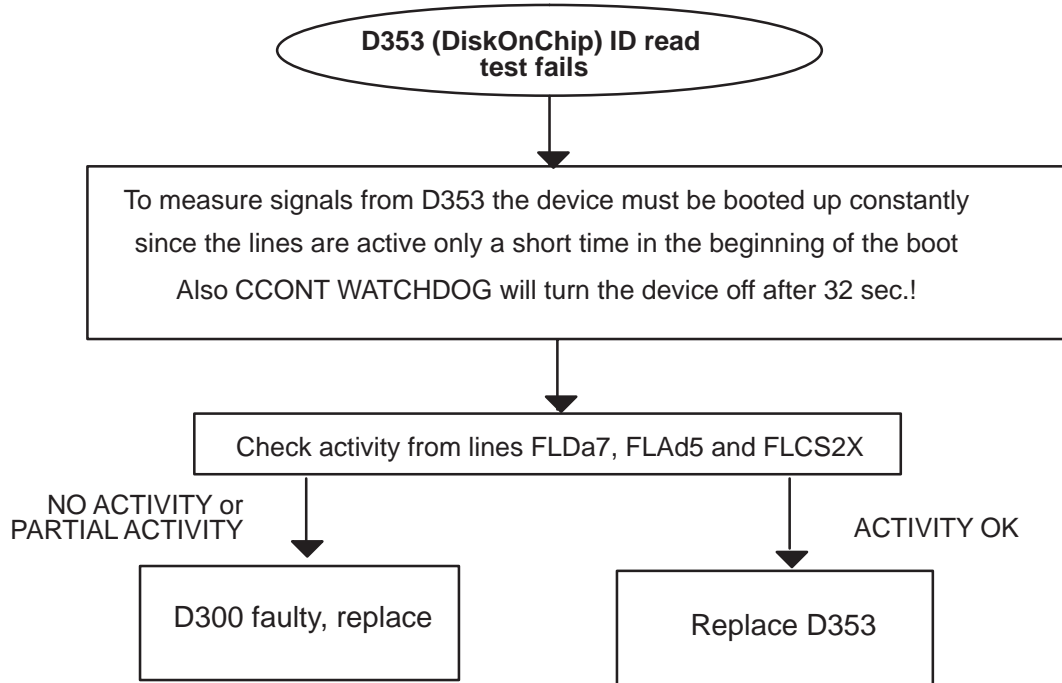 D353 (DiskOnChip) ID read
test fails
To measure signals from D353 the device must be booted up constantly
since the lines are active only a short time in the beginning of the boot
Also CCONT WATCHDOG will turn the device off after 32 sec.!
Check activity from lines FLDa7, FLAd5 and FLCS2X
NO ACTIVITY or
PARTIAL ACTIVITY
ACTIVITY OK
D300 faulty, replace
Replace D353